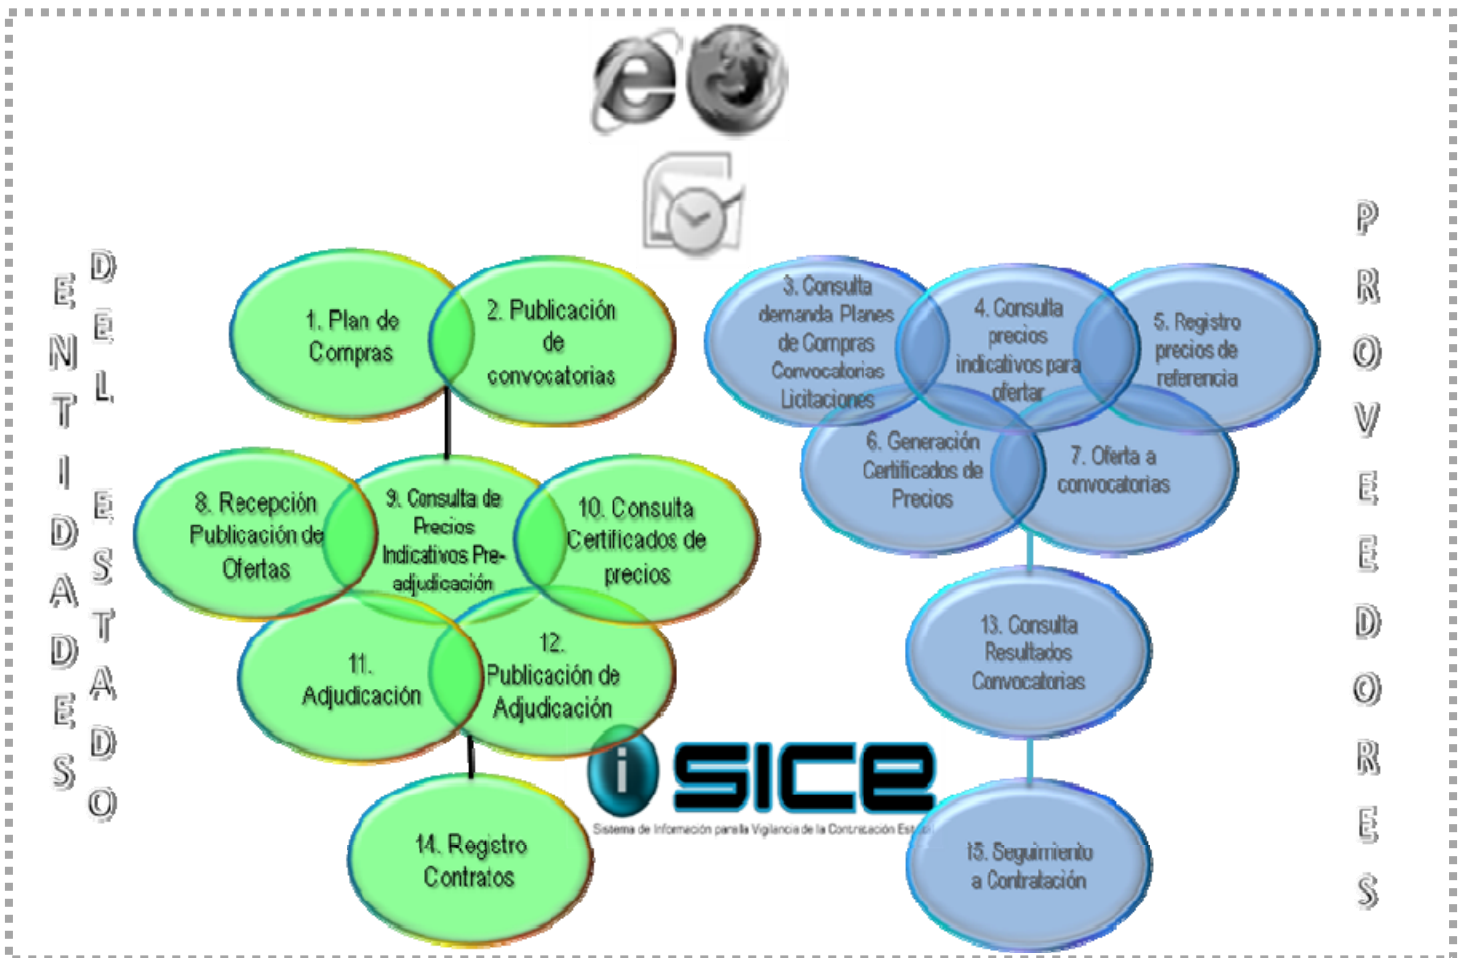 ENTIDADES
DEL ESTADO
1. Plan de
Compras
2. Publicación
de
convocatorias
3. Consulta
demanda Planes
de Compras
Convocatorias
Licitaciones
4. Consulta
precios
indicativos para
ofertar
5. Registro
precios de
referencia
6. Generación
Certificados de
Precios
7. Oferta a
convocatorias
8. Recepción
Publicación de
Ofertas
9. Consulta de
Precios
Indicativos Pre-
adjudicación
10. Consulta
Certificados de
precios
11.
Adjudicación
12.
Publicación de
Adjudicación
13. Consulta
Resultados
Convocatorias
14. Registro
Contratos
15. Seguimiento
a Contratación
i SICE
Sistema de Información para la Vigilancia de la Contratación
PROVEEDORES